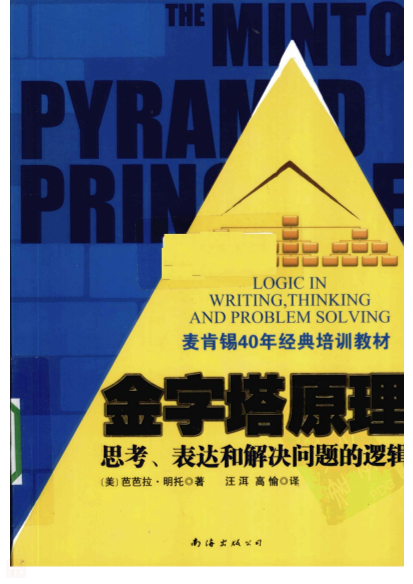 THE MINTO
PYRAMID
PRINC E
LOGIC IN
WRITING,THINKING
AND PROBLEM SOLVING
麦肯锡40年经典培训教材
金字塔原理
思考、表达和解决问题的逻辑
(美)芭芭拉·明托○著 汪洱 高愉○译
南海出版公司